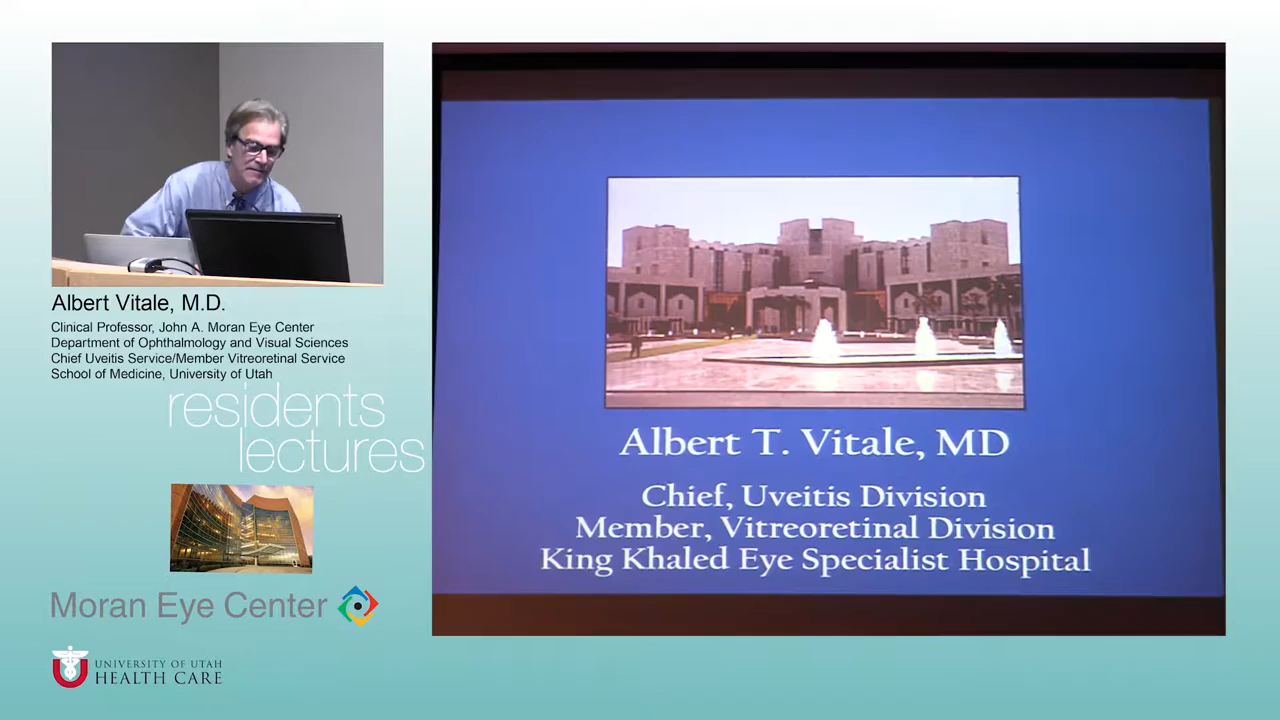 Albert Vitale, M.D.
Clinical Professor, John A. Moran Eye Center
Department of Ophthalmology and Visual Sciences
Chief Uveitis Service/Member Vitreoretinal Service
School of Medicine, University of Utah
residents
lectures
Moran Eye Center
U
UNIVERSITY OF UTAH
HEALTH CARE
Albert T. Vitale, MD
Chief, Uveitis Division
Member, Vitreoretinal Division
King Khaled Eye Specialist Hospital